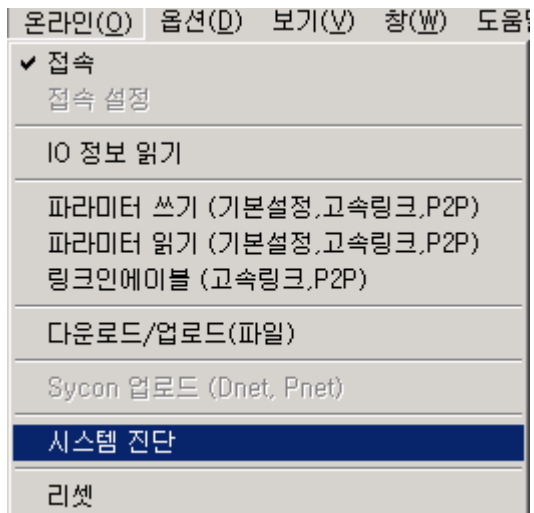 온라인(O) 옵션(D) 보기(V) 창(W) 도움
접속
접속 설정
IO 정보 읽기
파라미터 쓰기 (기본설정,고속링크,P2P)
파라미터 읽기 (기본설정,고속링크,P2P)
링크인에이블 (고속링크,P2P)
다운로드/업로드(파일)
Sycon 업로드 (Dnet, Pnet)
시스템 진단
리셋